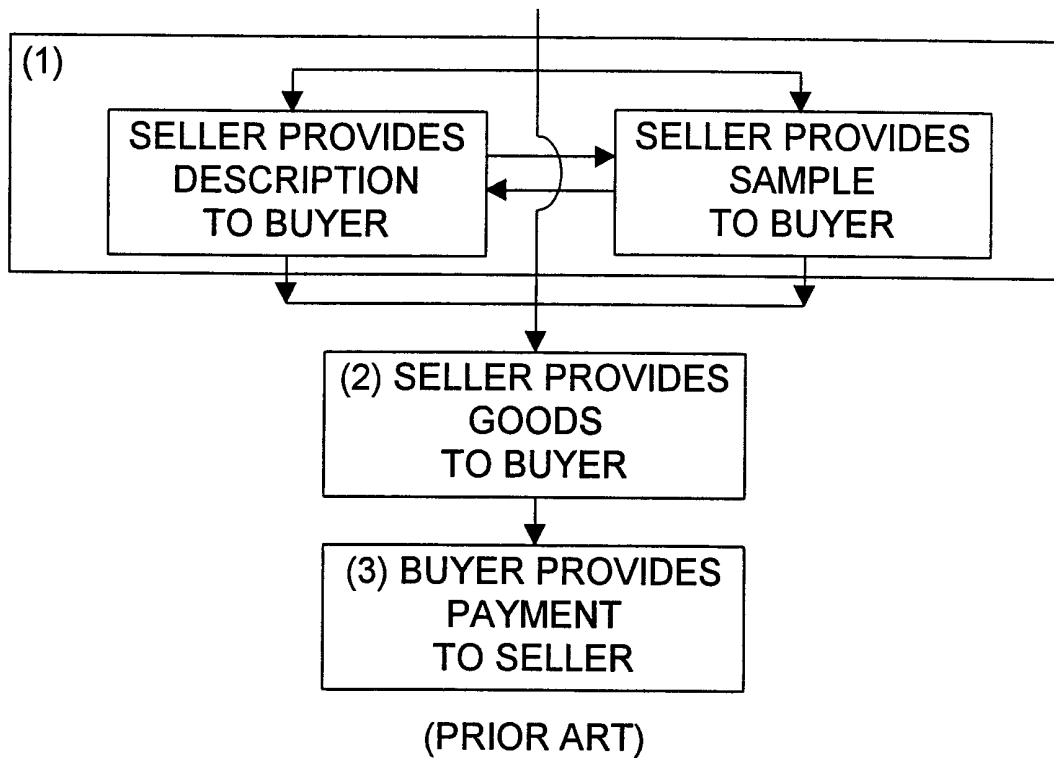 (1)
SELLER PROVIDES
DESCRIPTION
TO BUYER
SELLER PROVIDES
SAMPLE
TO BUYER
(2) SELLER PROVIDES
GOODS
TO BUYER
(3) BUYER PROVIDES
PAYMENT
TO SELLER
(PRIOR ART)